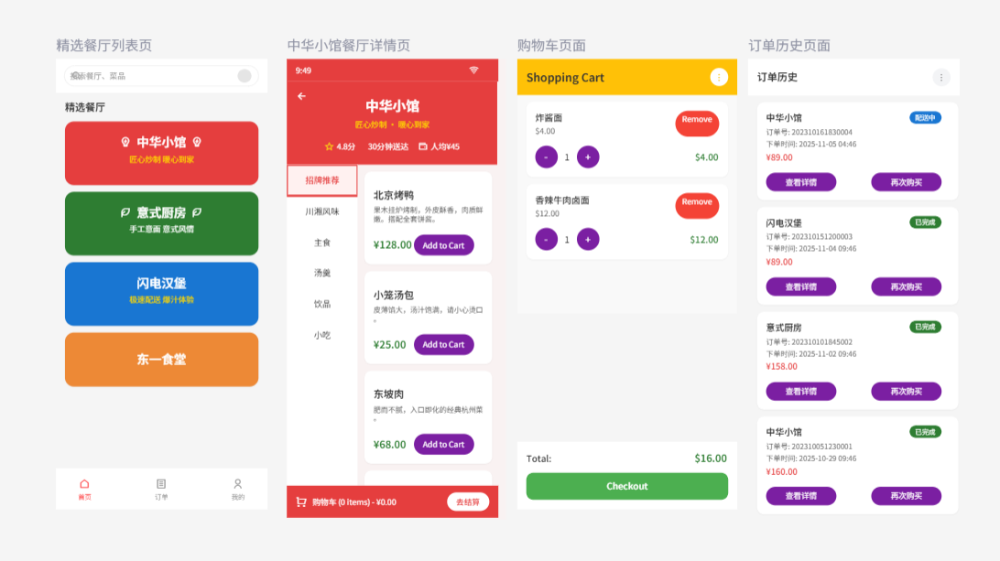 精选餐厅列表页
餐厅、菜品
精选餐厅
中华小馆
匠心炒制 暖心到家
意式厨房
手工意面 意式风情
闪电汉堡
极速配送 爆汁体验
东一食堂
首页
订单
我的
中华小馆餐厅详情页
9:49
中华小馆
匠心炒制 · 暖心到家
4.8分 30分钟送达 人均¥45
招牌推荐
川湘风味
主食
汤羹
饮品
小吃
北京烤鸭
果木挂炉烤制，外皮酥香，肉质鲜
嫩。搭配全套饼酱。
¥128.00 Add to Cart
小笼汤包
皮薄馅大，汤汁饱满，请小心烫口
。
¥25.00 Add to Cart
东坡肉
肥而不腻，入口即化的经典杭州菜
。
¥68.00 Add to Cart
购物车 (0 items) - ¥0.00 去结算
购物车页面
Shopping Cart
炸酱面
Remove
$4.00
- 1 +
$4.00
香辣牛肉卤面
Remove
$12.00
- 1 +
$12.00
Total: $16.00
Checkout
订单历史页面
订单历史
中华小馆 配送中
订单号: 202310161830004
下单时间: 2025-11-05 04:46
¥89.00
查看详情 再次购买
闪电汉堡 已完成
订单号: 202310151200003
下单时间: 2025-11-04 09:46
¥89.00
查看详情 再次购买
意式厨房 已完成
订单号: 202310101845002
下单时间: 2025-11-02 09:46
¥158.00
查看详情 再次购买
中华小馆 已完成
订单号: 202310051230001
下单时间: 2025-10-29 09:46
¥160.00
查看详情 再次购买